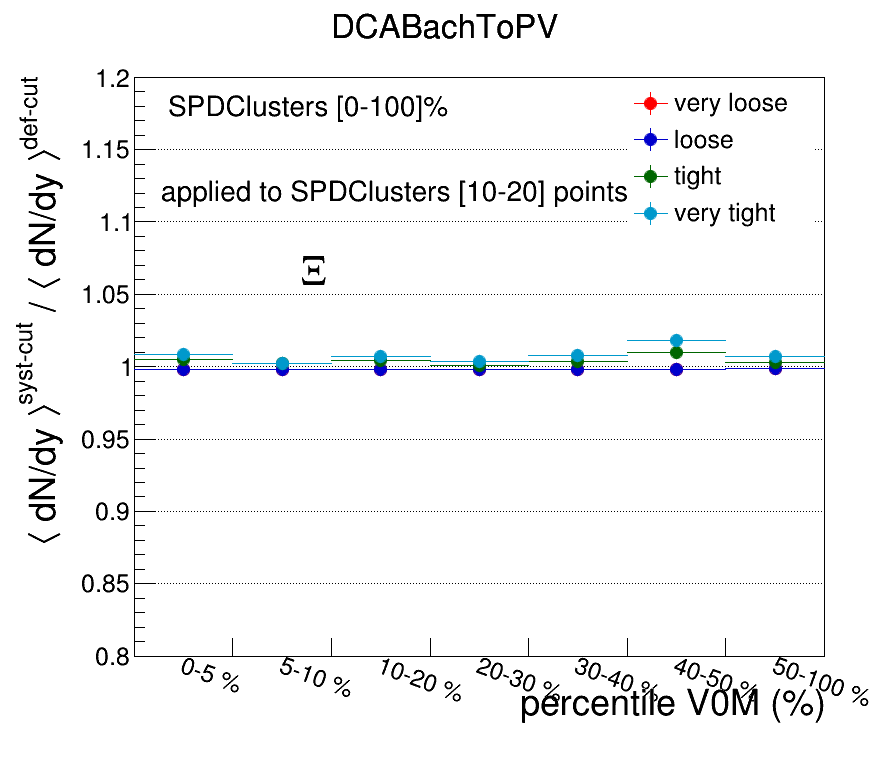 DCABachToPV
SPDClusters [0-100]%
applied to SPDClusters [10-20] points
Ξ
very loose
loose
tight
very tight
⟨ dN/dy ⟩^syst-cut / ⟨ dN/dy ⟩^def-cut
1.2
1.15
1.1
1.05
1
0.95
0.9
0.85
0.8
0-5 %
5-10 %
10-20 %
20-30 %
30-40 %
40-50 %
50-100 %
percentile V0M (%)